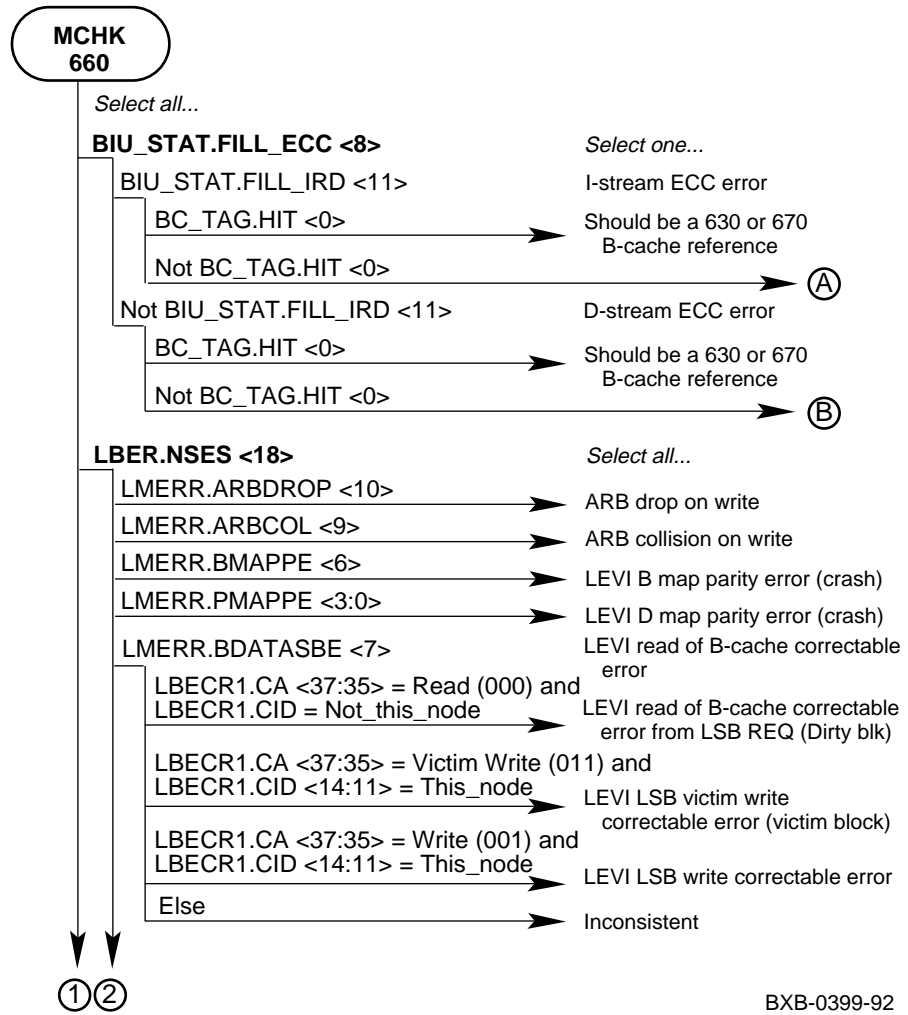 MCHK
660
Select all...
BIU_STAT.FILL_ECC <8>
Select one...
BIU_STAT.FILL_IRD <11>
I-stream ECC error
BC_TAG.HIT <0>
Should be a 630 or 670
B-cache reference
Not BC_TAG.HIT <0>
A
Not BIU_STAT.FILL_IRD <11>
D-stream ECC error
BC_TAG.HIT <0>
Should be a 630 or 670
B-cache reference
Not BC_TAG.HIT <0>
B
LBER.NSES <18>
Select all...
LMERR.ARBDROP <10>
ARB drop on write
LMERR.ARBCOL <9>
ARB collision on write
LMERR.BMAPPE <6>
LEVI B map parity error (crash)
LMERR.PMAPPE <3:0>
LEVI D map parity error (crash)
LMERR.BDATASBE <7>
LEVI read of B-cache correctable
error
LBECR1.CA <37:35> = Read (000) and
LBECR1.CID = Not_this_node
LEVI read of B-cache correctable
error from LSB REQ (Dirty blk)
LBECR1.CA <37:35> = Victim Write (011) and
LBECR1.CID <14:11> = This_node
LEVI LSB victim write
correctable error (victim block)
LBECR1.CA <37:35> = Write (001) and
LBECR1.CID <14:11> = This_node
LEVI LSB write correctable error
Else
Inconsistent
1 2
BXB-0399-92